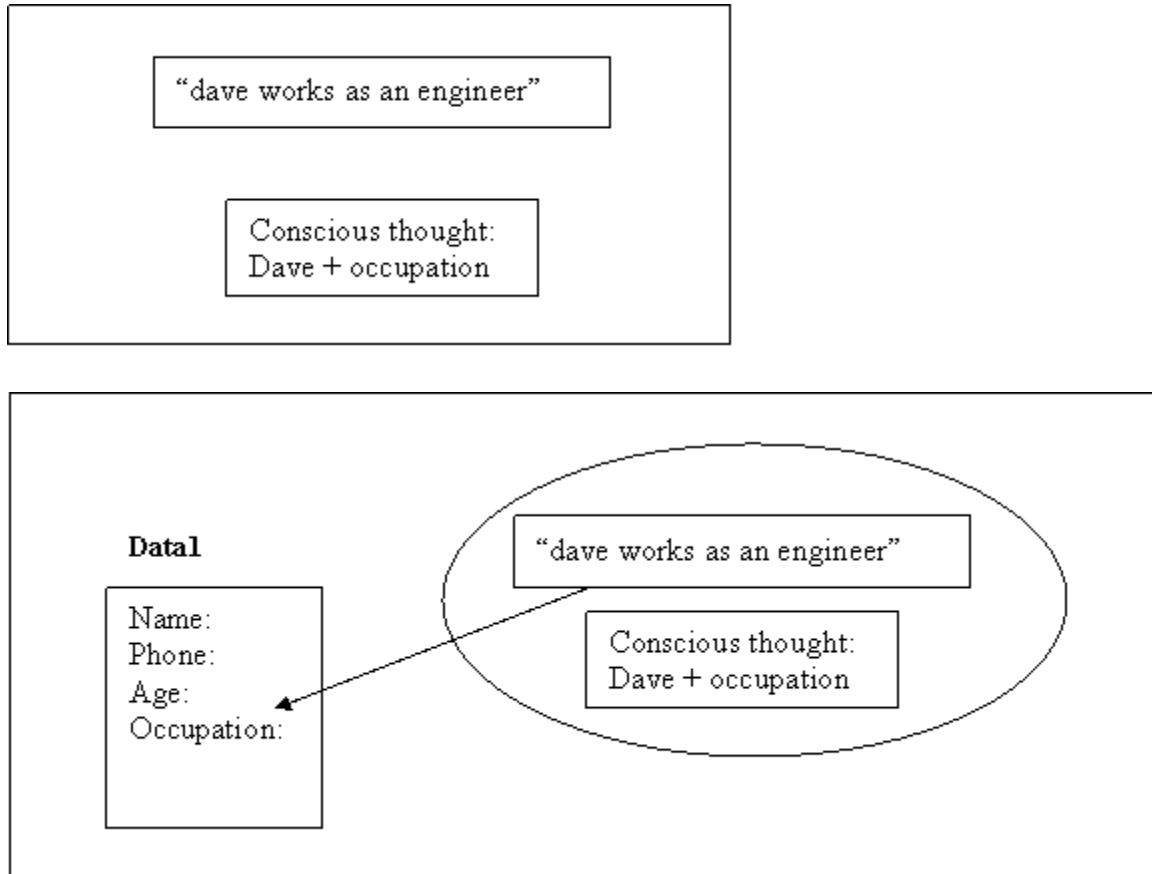 “dave works as an engineer”
Conscious thought:
Dave + occupation
Data1
Name:
Phone:
Age:
Occupation:
“dave works as an engineer”
Conscious thought:
Dave + occupation